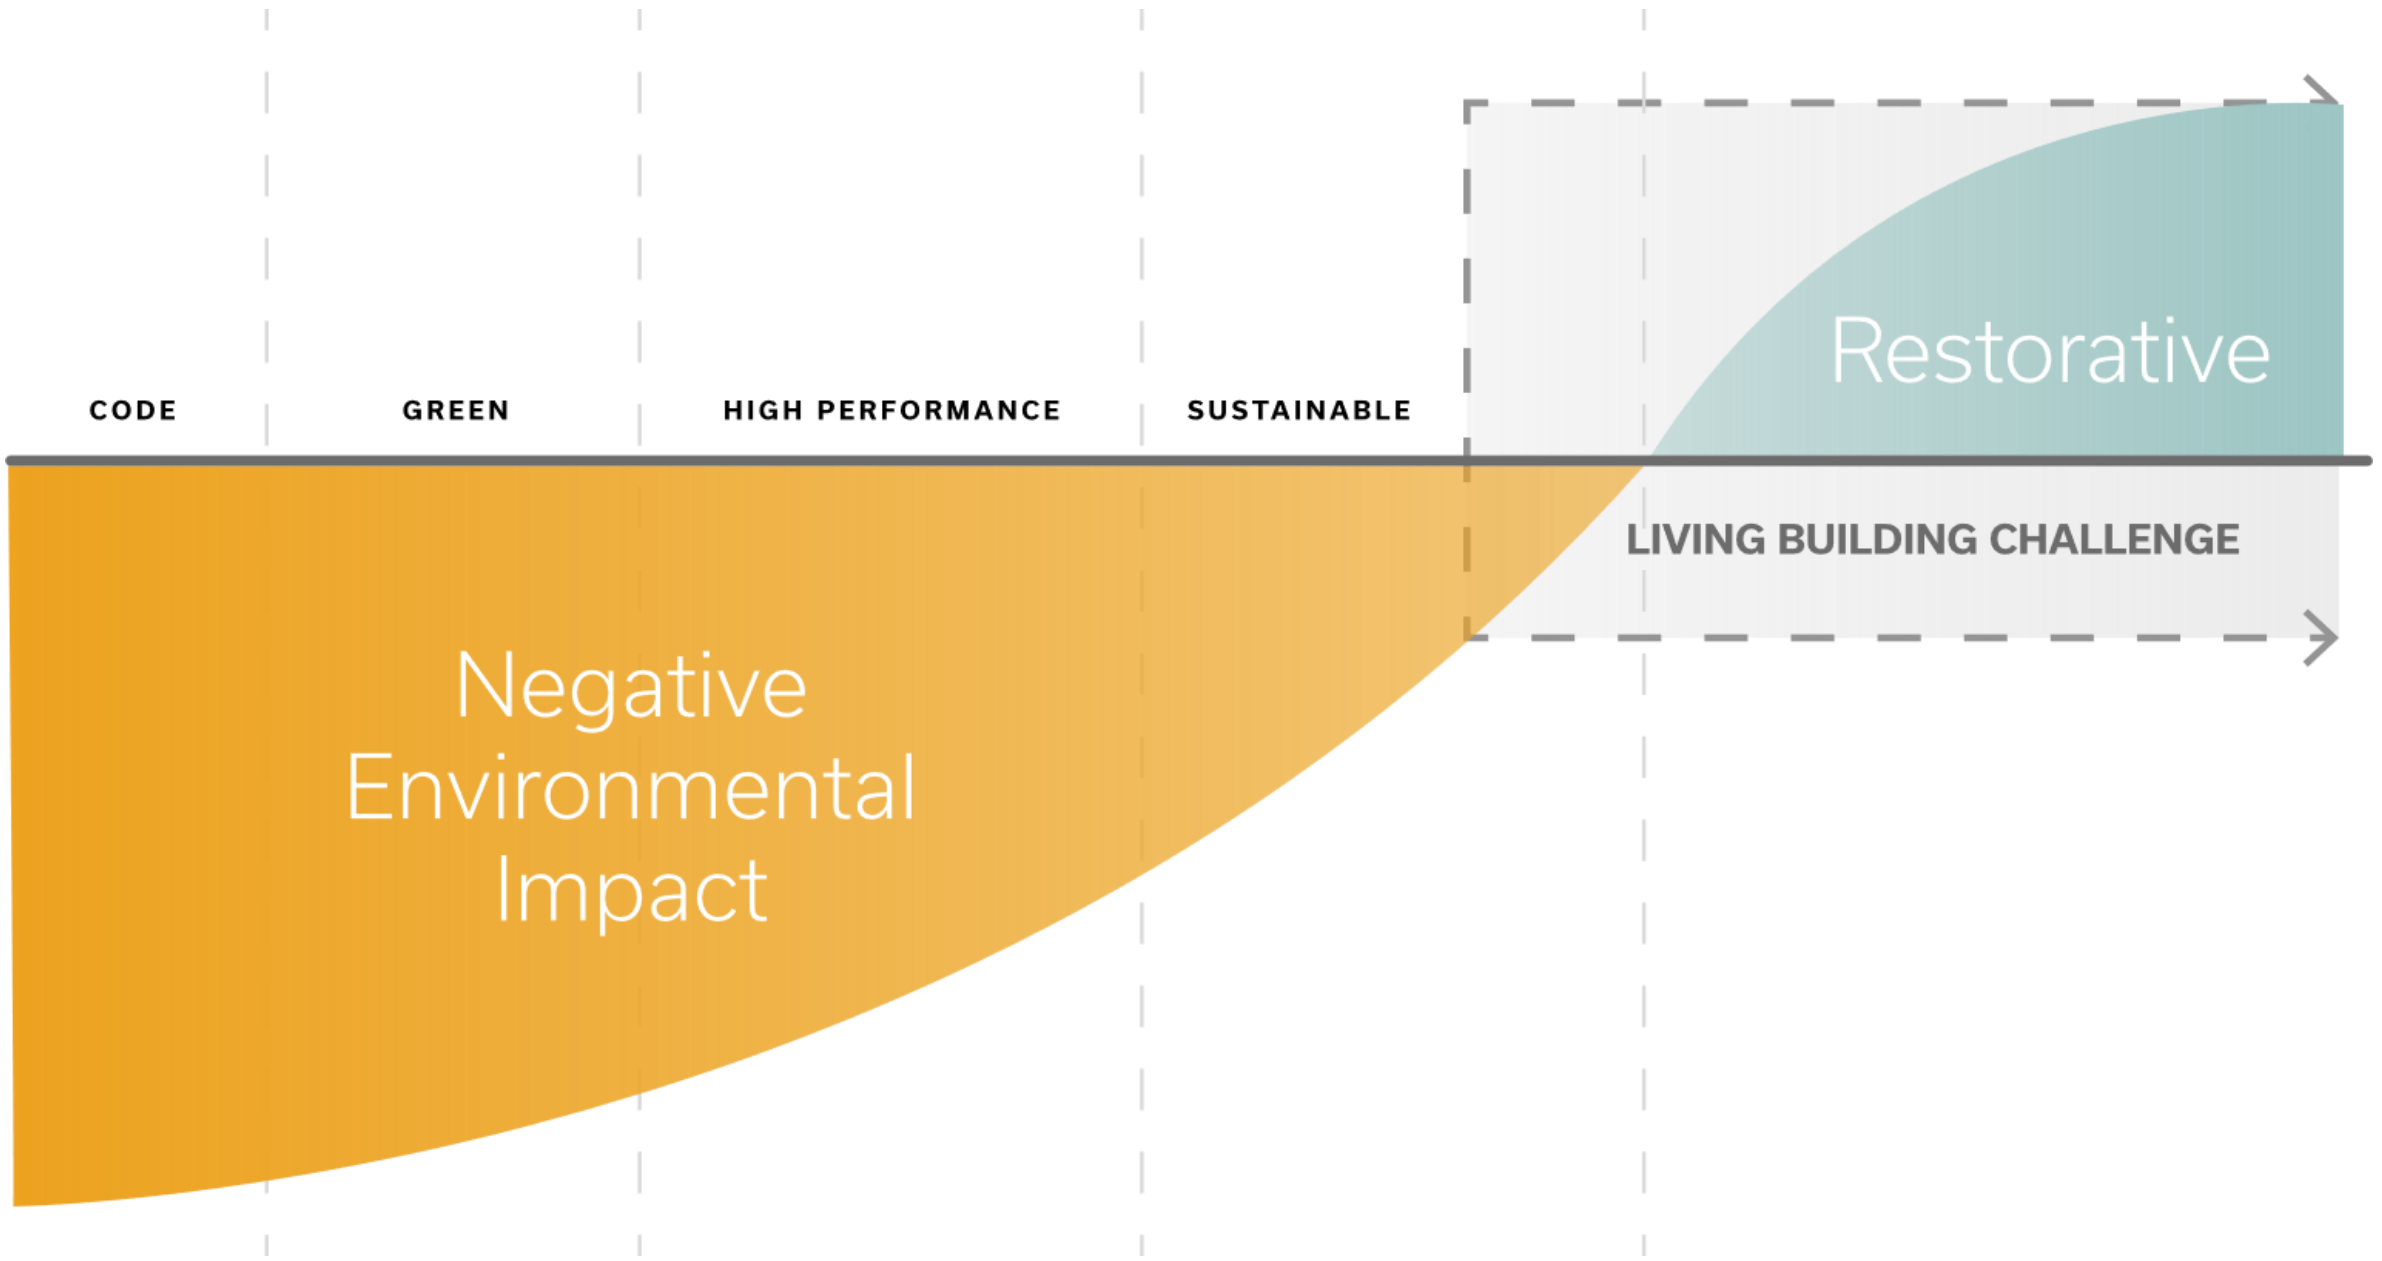 CODE
GREEN
HIGH PERFORMANCE
SUSTAINABLE
Restorative
LIVING BUILDING CHALLENGE
Negative
Environmental
Impact